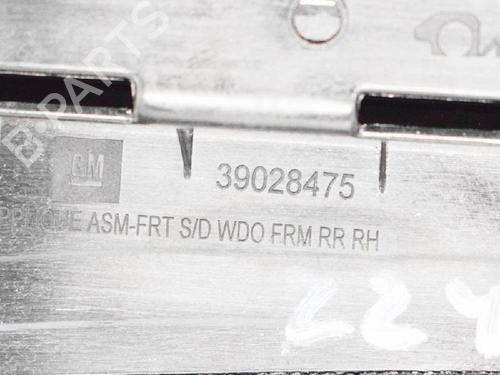 B-PARTS
GM
39028475
ASM-FRT S/D WDO FRM RR RH